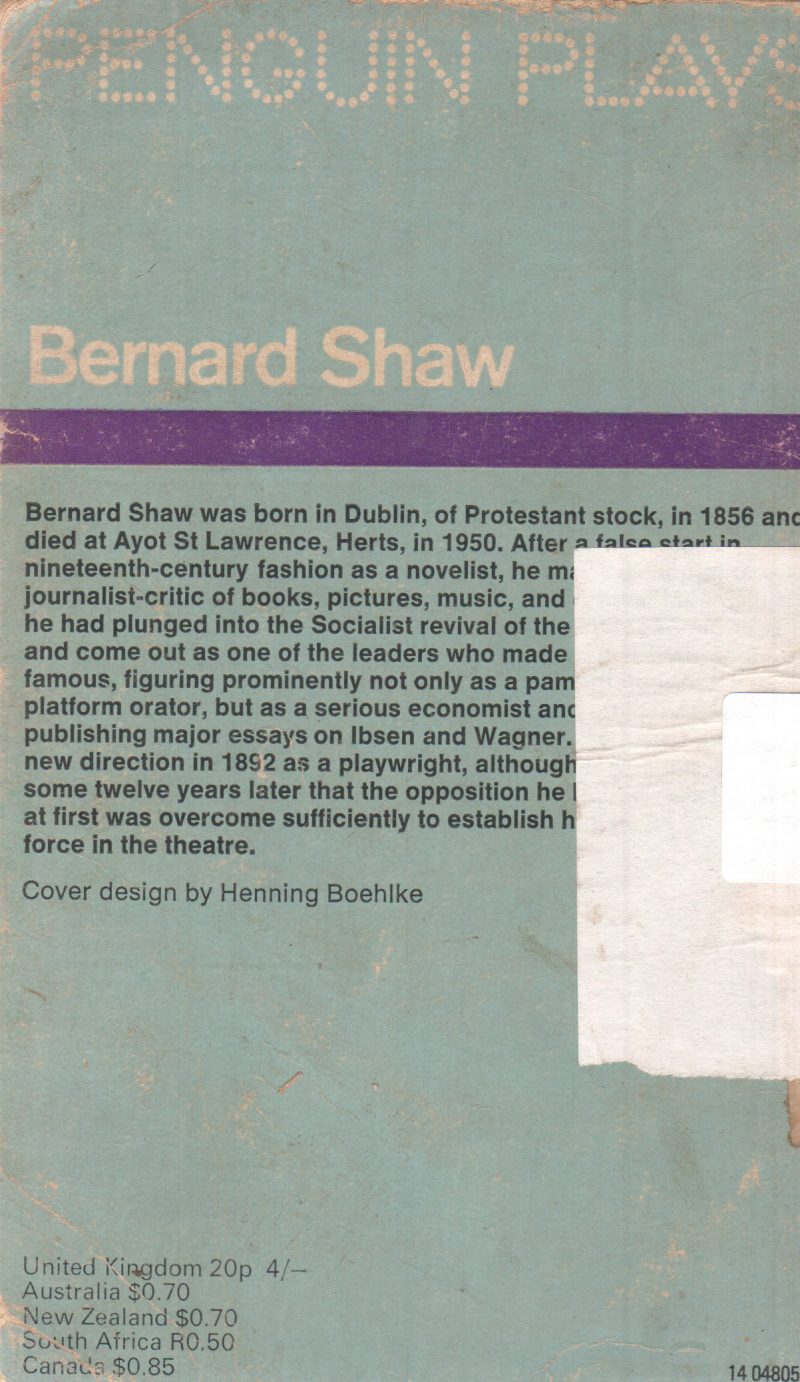 PENGUIN PLAYS
Bernard Shaw
Bernard Shaw was born in Dublin, of Protestant stock, in 1856 and
died at Ayot St Lawrence, Herts, in 1950. After a false start in
nineteenth-century fashion as a novelist, he
journalist-critic of books, pictures, music, and
he had plunged into the Socialist revival of the
and come out as one of the leaders who made
famous, figuring prominently not only as a pam
platform orator, but as a serious economist and
publishing major essays on Ibsen and Wagner.
new direction in 1892 as a playwright, although
some twelve years later that the opposition he
at first was overcome sufficiently to establish
force in the theatre.
Cover design by Henning Boehlke
United Kingdom 20p 4/–
Australia $0.70
New Zealand $0.70
South Africa R0.50
Canada $0.85
14 04805